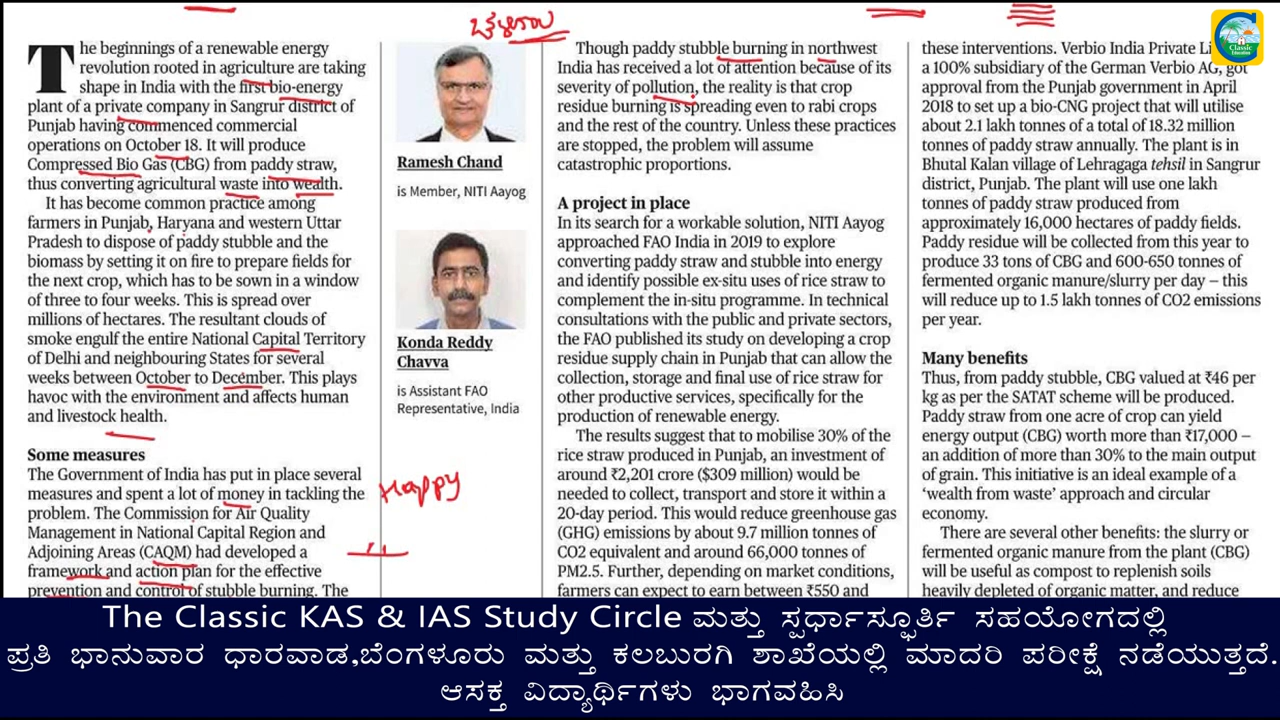 ಬೆಳಗಾವಿ
Classic
Education
The beginnings of a renewable energy
revolution rooted in agriculture are taking
shape in India with the first bio-energy
plant of a private company in Sangrur district of
Punjab having commenced commercial
operations on October 18. It will produce
Compressed Bio Gas (CBG) from paddy straw,
thus converting agricultural waste into wealth.
It has become common practice among
farmers in Punjab, Haryana and western Uttar
Pradesh to dispose of paddy stubble and the
biomass by setting it on fire to prepare fields for
the next crop, which has to be sown in a window
of three to four weeks. This is spread over
millions of hectares. The resultant clouds of
smoke engulf the entire National Capital Territory
of Delhi and neighbouring States for several
weeks between October to December. This plays
havoc with the environment and affects human
and livestock health.
Some measures
The Government of India has put in place several
measures and spent a lot of money in tackling the
problem. The Commission for Air Quality
Management in National Capital Region and
Adjoining Areas (CAQM) had developed a
framework and action plan for the effective
prevention and control of stubble burning. The
Ramesh Chand
is Member, NITI Aayog
Konda Reddy
Chavva
is Assistant FAO
Representative, India
Happy
Though paddy stubble burning in northwest
India has received a lot of attention because of its
severity of pollution, the reality is that crop
residue burning is spreading even to rabi crops
and the rest of the country. Unless these practices
are stopped, the problem will assume
catastrophic proportions.
A project in place
In its search for a workable solution, NITI Aayog
approached FAO India in 2019 to explore
converting paddy straw and stubble into energy
and identify possible ex-situ uses of rice straw to
complement the in-situ programme. In technical
consultations with the public and private sectors,
the FAO published its study on developing a crop
residue supply chain in Punjab that can allow the
collection, storage and final use of rice straw for
other productive services, specifically for the
production of renewable energy.
The results suggest that to mobilise 30% of the
rice straw produced in Punjab, an investment of
around ₹2,201 crore ($309 million) would be
needed to collect, transport and store it within a
20-day period. This would reduce greenhouse gas
(GHG) emissions by about 9.7 million tonnes of
CO2 equivalent and around 66,000 tonnes of
PM2.5. Further, depending on market conditions,
farmers can expect to earn between ₹550 and
these interventions. Verbio India Private
a 100% subsidiary of the German Verbio AG, got
approval from the Punjab government in April
2018 to set up a bio-CNG project that will utilise
about 2.1 lakh tonnes of a total of 18.32 million
tonnes of paddy straw annually. The plant is in
Bhutal Kalan village of Lehragaga tehsil in Sangrur
district, Punjab. The plant will use one lakh
tonnes of paddy straw produced from
approximately 16,000 hectares of paddy fields.
Paddy residue will be collected from this year to
produce 33 tons of CBG and 600-650 tonnes of
fermented organic manure/slurry per day – this
will reduce up to 1.5 lakh tonnes of CO2 emissions
per year.
Many benefits
Thus, from paddy stubble, CBG valued at ₹46 per
kg as per the SATAT scheme will be produced.
Paddy straw from one acre of crop can yield
energy output (CBG) worth more than ₹17,000 –
an addition of more than 30% to the main output
of grain. This initiative is an ideal example of a
‘wealth from waste’ approach and circular
economy.
There are several other benefits: the slurry or
fermented organic manure from the plant (CBG)
will be useful as compost to replenish soils
heavily depleted of organic matter, and reduce
The Classic KAS & IAS Study Circle ಮತ್ತು ಸ್ಪರ್ಧಾಸ್ಫೂರ್ತಿ ಸಹಯೋಗದಲ್ಲಿ
ಪ್ರತಿ ಭಾನುವಾರ ಧಾರವಾಡ,ಬೆಂಗಳೂರು ಮತ್ತು ಕಲಬುರಗಿ ಶಾಖೆಯಲ್ಲಿ ಮಾದರಿ ಪರೀಕ್ಷೆ ನಡೆಯುತ್ತದೆ.
ಆಸಕ್ತ ವಿದ್ಯಾರ್ಥಿಗಳು ಭಾಗವಹಿಸಿ